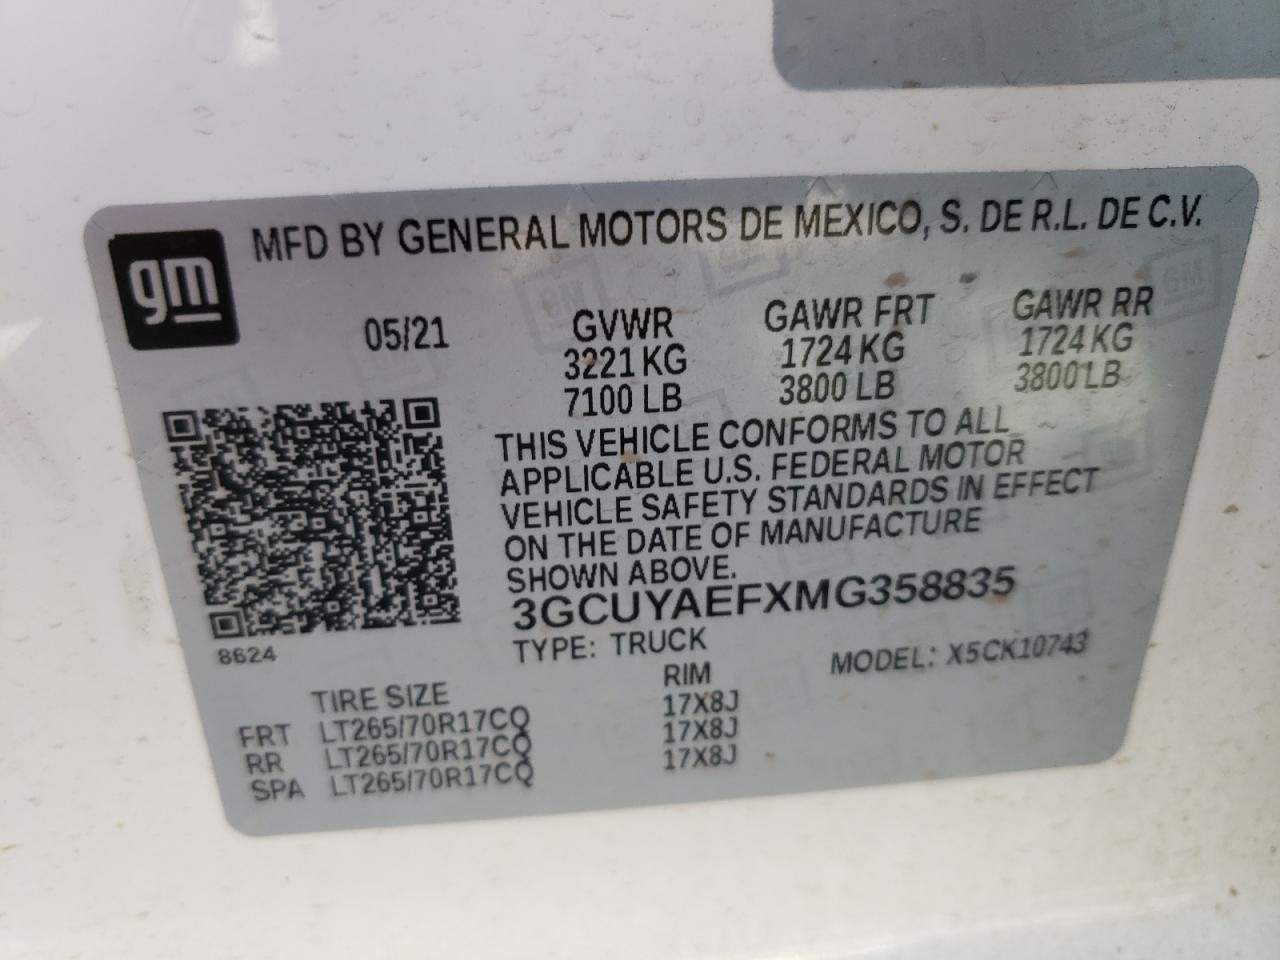 gm
MFD BY GENERAL MOTORS DE MEXICO, S. DE R.L. DE C.V.
05/21 GVWR GAWR FRT GAWR RR
3221 KG 1724 KG 1724 KG
7100 LB 3800 LB 3800 LB
THIS VEHICLE CONFORMS TO ALL
APPLICABLE U.S. FEDERAL MOTOR
VEHICLE SAFETY STANDARDS IN EFFECT
ON THE DATE OF MANUFACTURE
SHOWN ABOVE.
3GCUYAEFXMG358835
8624
TYPE: TRUCK MODEL: X5CK10743
TIRE SIZE RIM
FRT LT265/70R17CQ 17X8J
RR LT265/70R17CQ 17X8J
SPA LT265/70R17CQ 17X8J